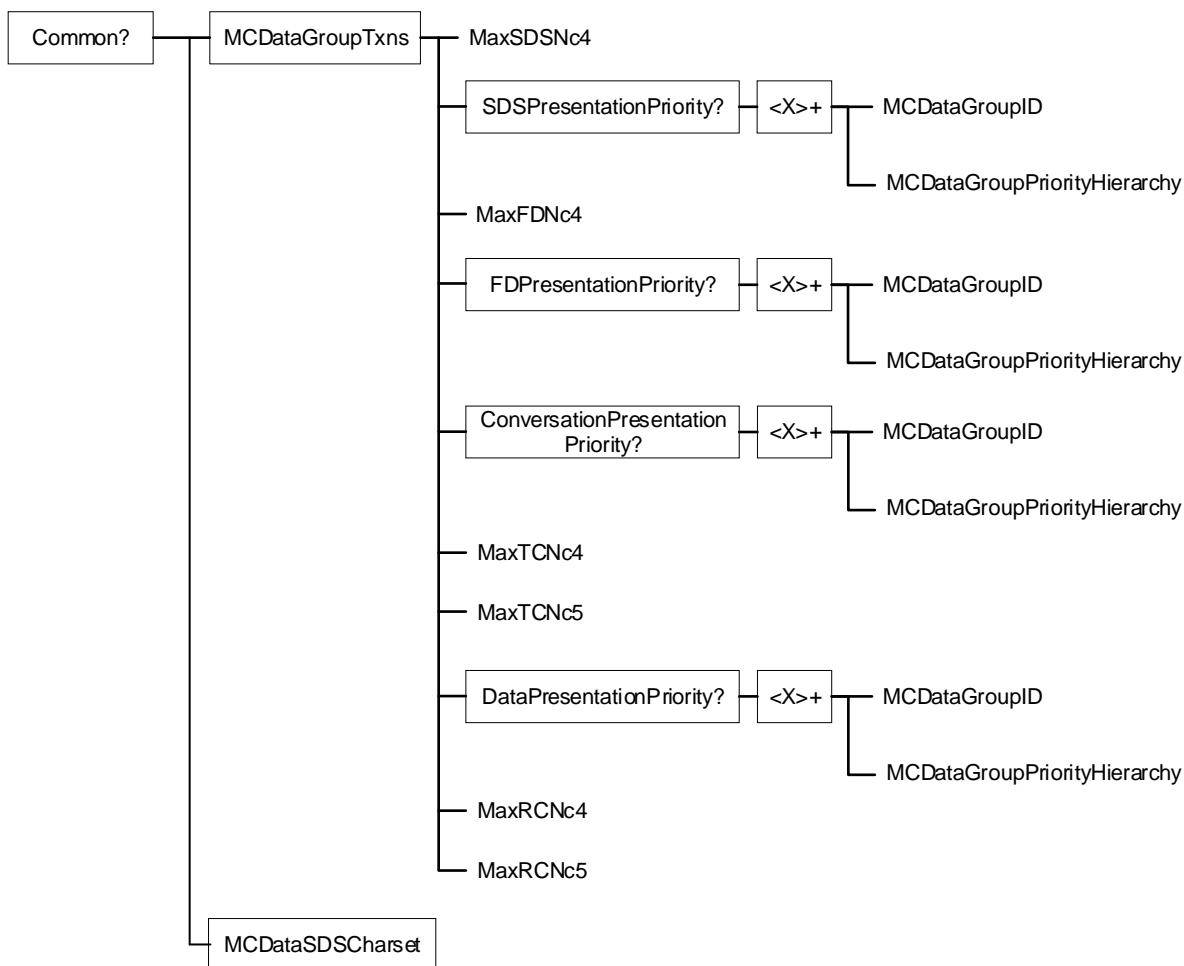 Common?
MCDataGroupTxns
MaxSDSNc4
SDSPresentationPriority?
<X>+
MCDataGroupID
MCDataGroupPriorityHierarchy
MaxFDNc4
FDPresentationPriority?
<X>+
MCDataGroupID
MCDataGroupPriorityHierarchy
ConversationPresentation
Priority?
<X>+
MCDataGroupID
MCDataGroupPriorityHierarchy
MaxTCNc4
MaxTCNc5
DataPresentationPriority?
<X>+
MCDataGroupID
MCDataGroupPriorityHierarchy
MaxRCNc4
MaxRCNc5
MCDataSDSCharset